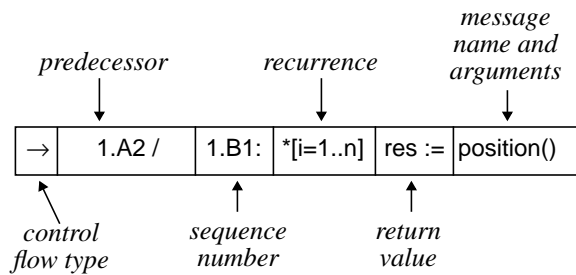 message
name and
predecessor recurrence arguments
→ 1.A2 / 1.B1: *[i=1..n] res := position()
control sequence return
flow type number value